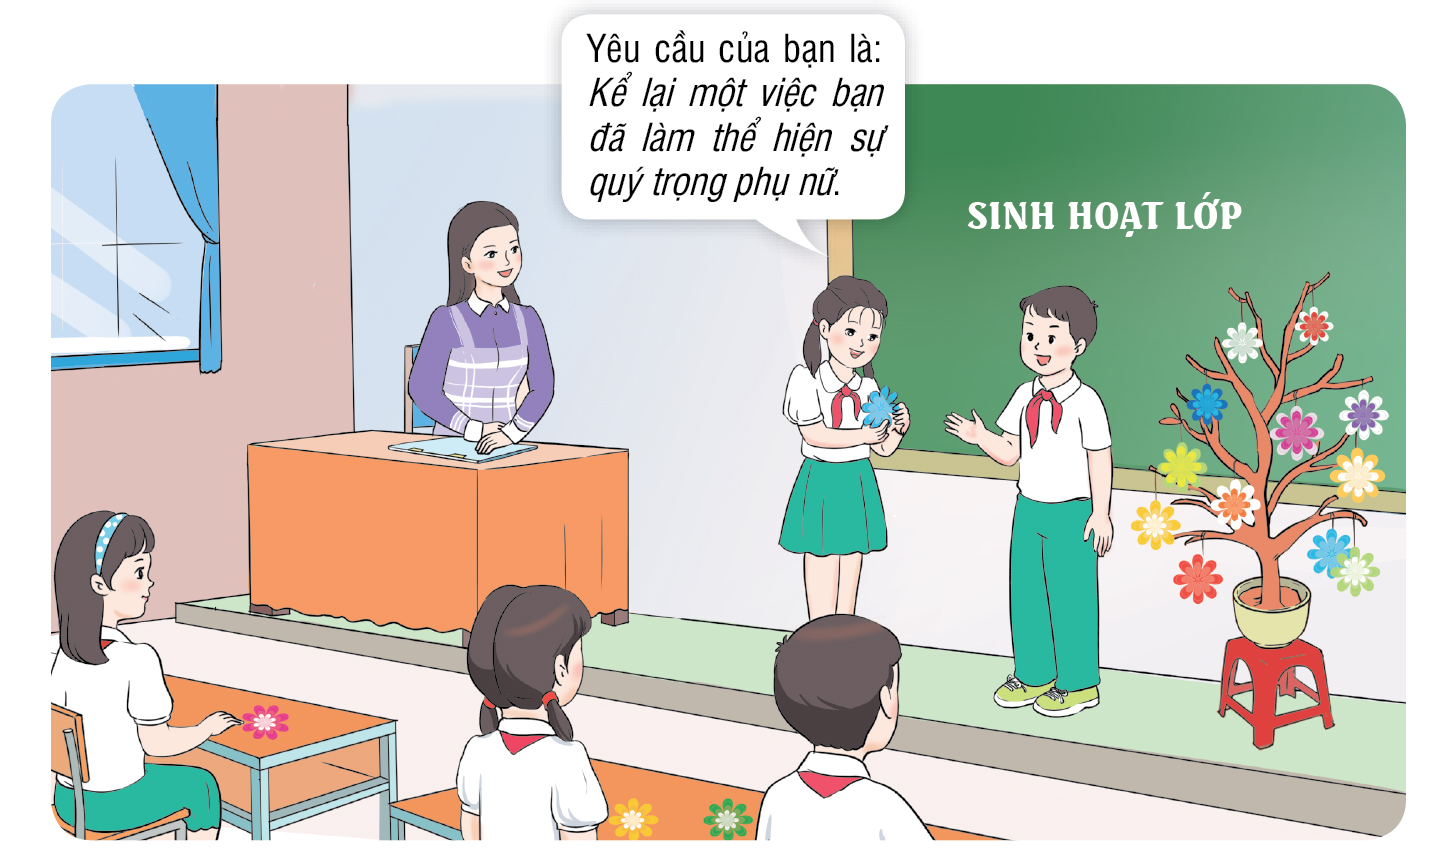 Yêu cầu của bạn là:
Kể lại một việc bạn
đã làm thể hiện sự
quý trọng phụ nữ.
SINH HOẠT LỚP